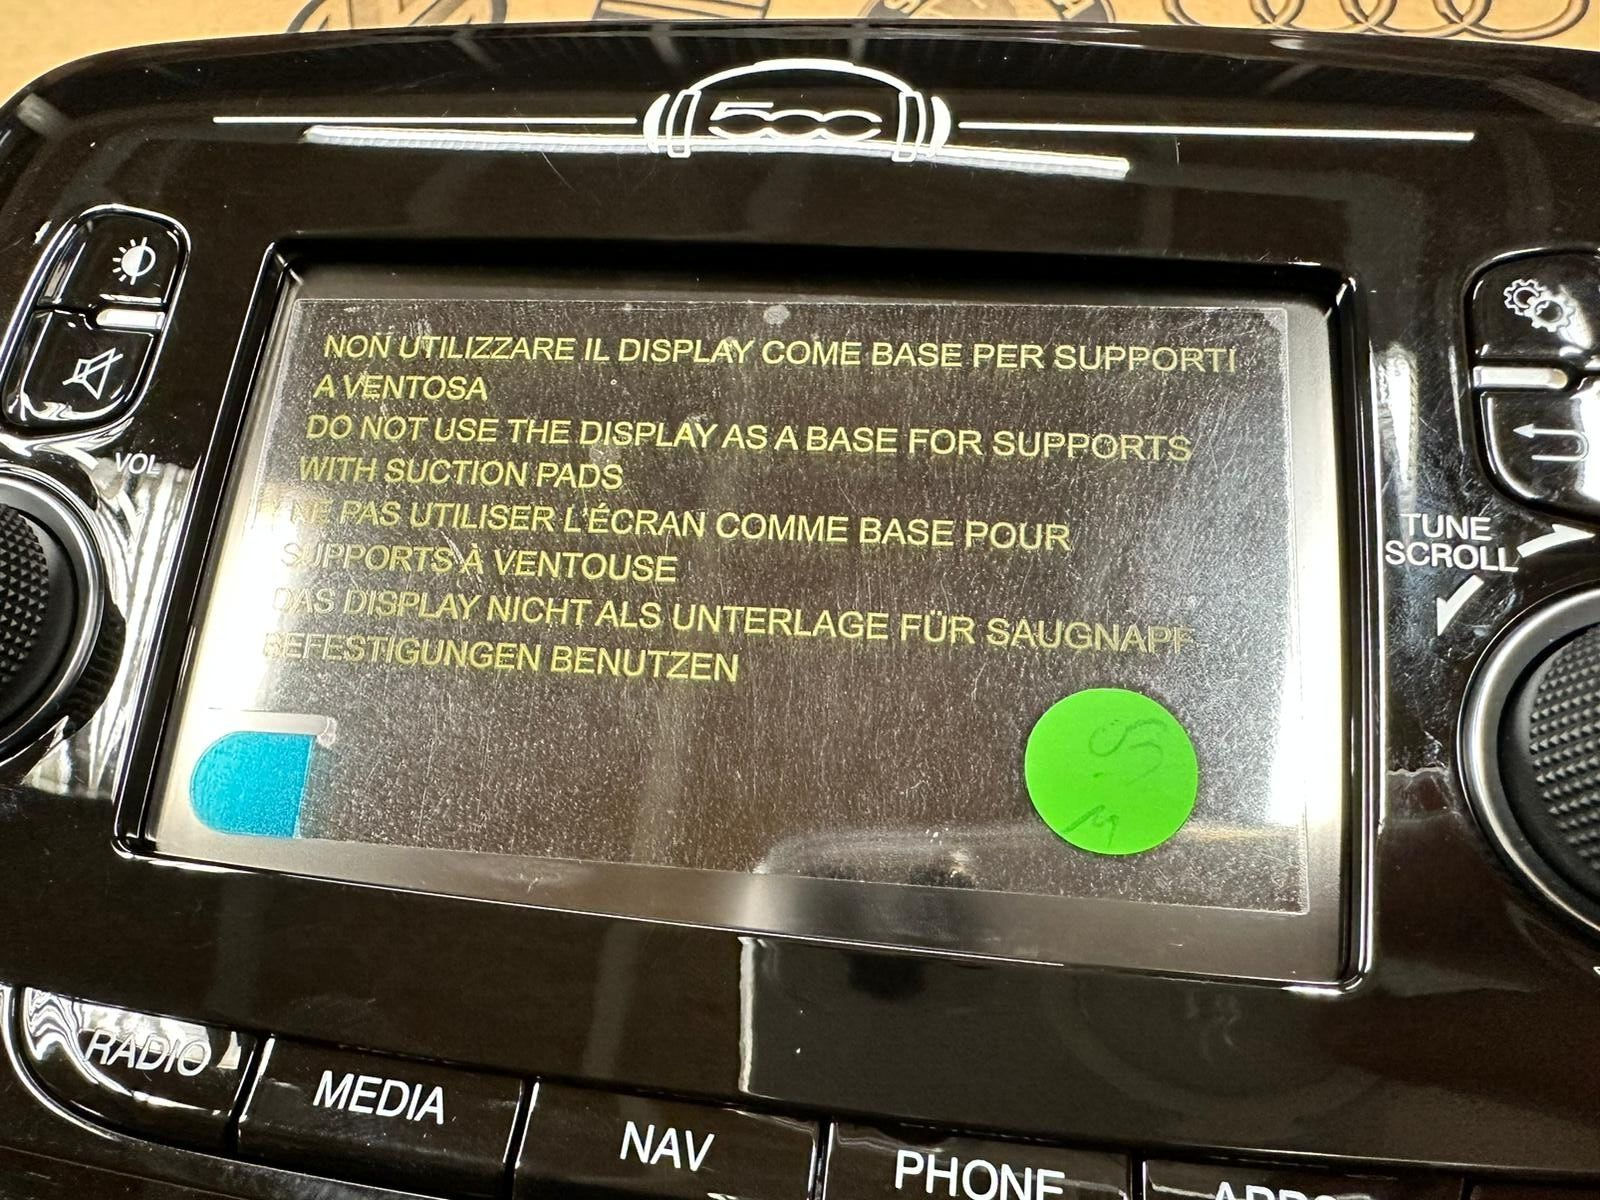 500
VOL
NON UTILIZZARE IL DISPLAY COME BASE PER SUPPORTI
A VENTOSA
DO NOT USE THE DISPLAY AS A BASE FOR SUPPORTS
WITH SUCTION PADS
NE PAS UTILISER L'ÉCRAN COMME BASE POUR
SUPPORTS À VENTOUSE
DAS DISPLAY NICHT ALS UNTERLAGE FÜR SAUGNAPF-
BEFESTIGUNGEN BENUTZEN
TUNE
SCROLL
RADIO
MEDIA
NAV
PHONE